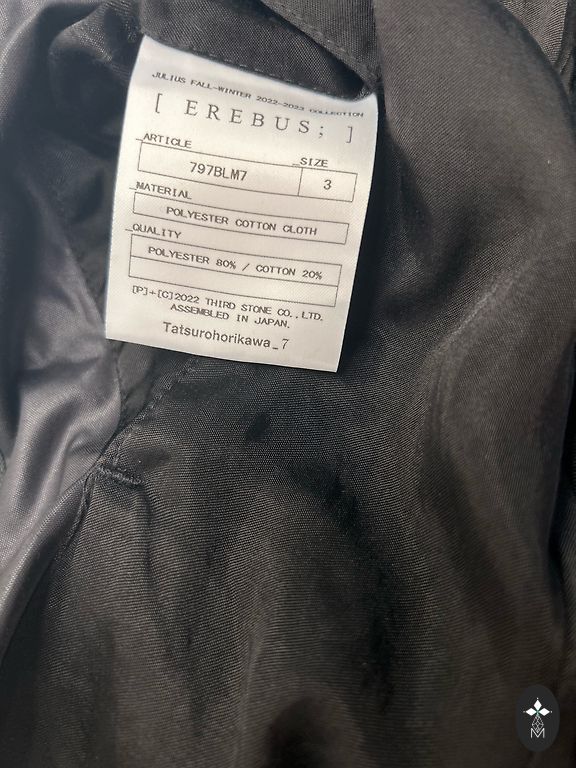 JULIUS FALL-WINTER 2022-2023 COLLECTION
[ EREBUS; ]
_ARTICLE
_SIZE
797BLM7
3
_MATERIAL
POLYESTER COTTON CLOTH
_QUALITY
POLYESTER 80% / COTTON 20%
[P]+[C]2022 THIRD STONE CO.,LTD.
ASSEMBLED IN JAPAN.
Tatsurohorikawa_7
M